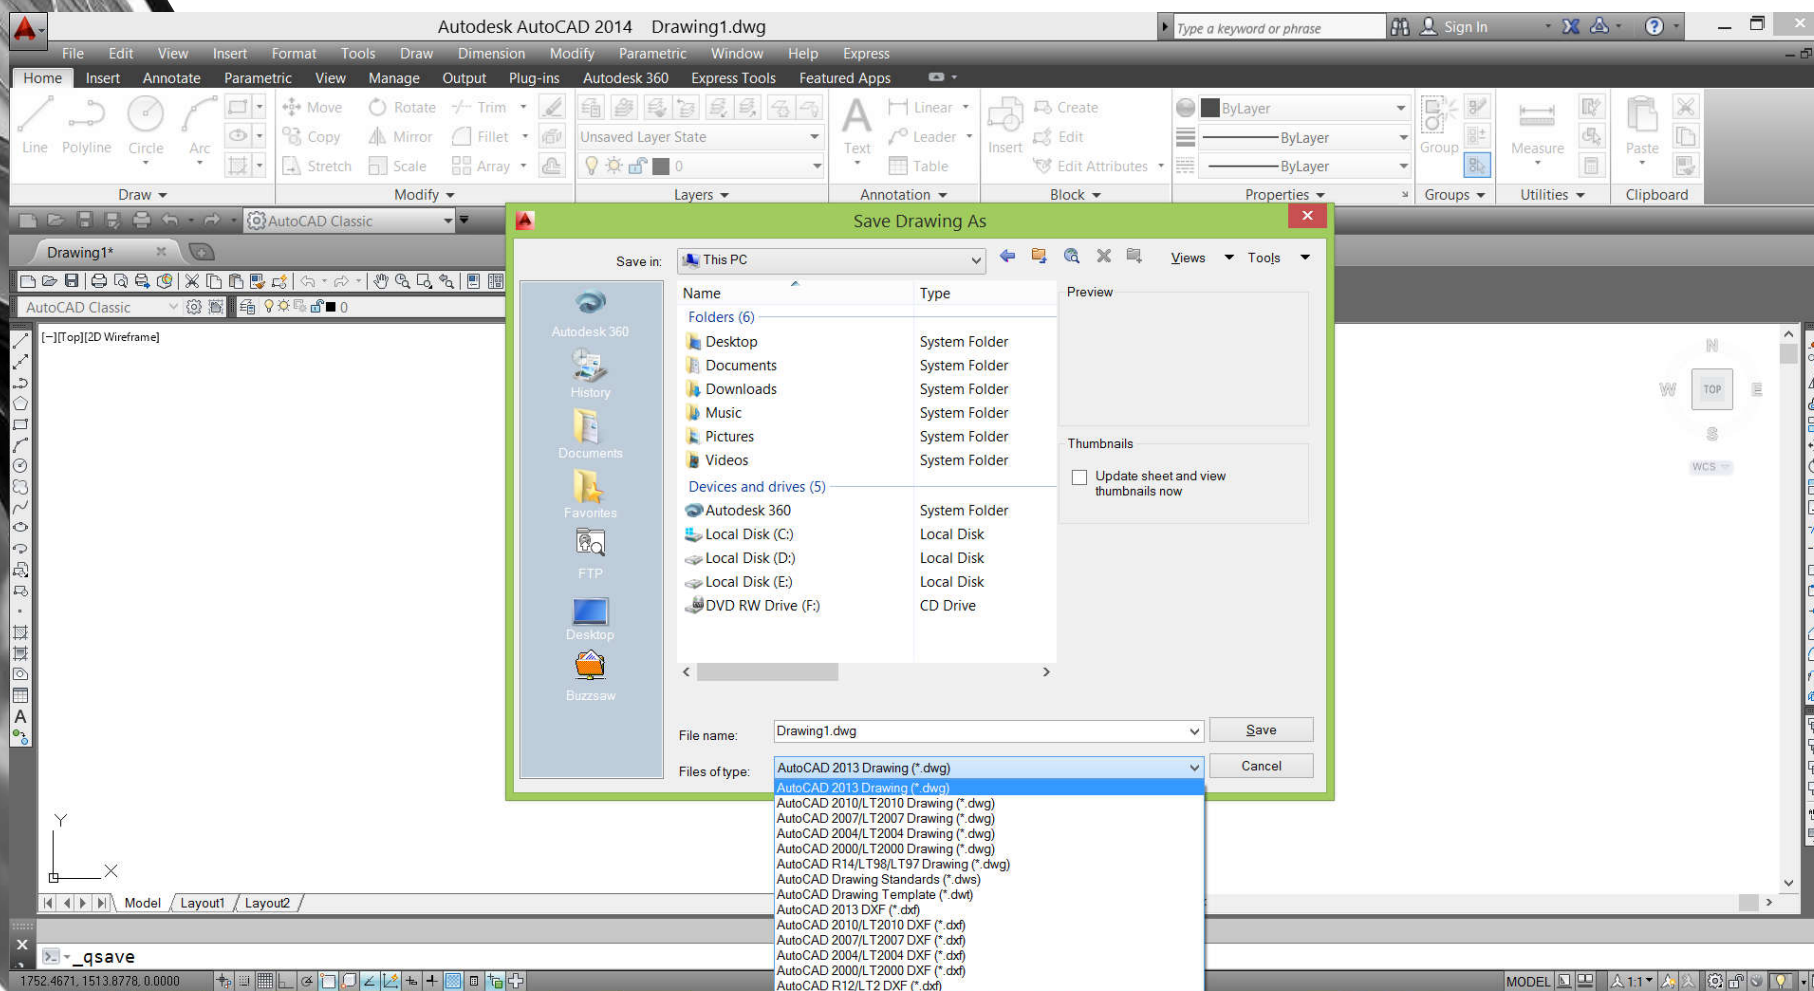 Autodesk AutoCAD 2014 Drawing1.dwg
Type a keyword or phrase
Sign In
File Edit View Insert Format Tools Draw Dimension Modify Parametric Window Help Express
Home Insert Annotate Parametric View Manage Output Plug-ins Autodesk 360 Express Tools Featured Apps
Line Polyline Circle Arc
Move Rotate Trim
Copy Mirror Fillet
Stretch Scale Array
Unsaved Layer State
0
Text
Linear
Leader
Table
Insert
Create
Edit
Edit Attributes
ByLayer
ByLayer
ByLayer
Group
Measure
Paste
Draw Modify Layers Annotation Block Properties Groups Utilities Clipboard
AutoCAD Classic
Drawing1*
AutoCAD Classic
0
[−][Top][2D Wireframe]
Save Drawing As
Save in:
This PC
Views Tools
Autodesk 360
History
Documents
Favorites
FTP
Desktop
Buzzsaw
Name Type
Folders (6)
Desktop System Folder
Documents System Folder
Downloads System Folder
Music System Folder
Pictures System Folder
Videos System Folder
Devices and drives (5)
Autodesk 360 System Folder
Local Disk (C:) Local Disk
Local Disk (D:) Local Disk
Local Disk (E:) Local Disk
DVD RW Drive (F:) CD Drive
Preview
Thumbnails
Update sheet and view
thumbnails now
File name: Drawing1.dwg
Save
Files of type: AutoCAD 2013 Drawing (*.dwg)
Cancel
AutoCAD 2013 Drawing (*.dwg)
AutoCAD 2010/LT2010 Drawing (*.dwg)
AutoCAD 2007/LT2007 Drawing (*.dwg)
AutoCAD 2004/LT2004 Drawing (*.dwg)
AutoCAD 2000/LT2000 Drawing (*.dwg)
AutoCAD R14/LT98/LT97 Drawing (*.dwg)
AutoCAD Drawing Standards (*.dws)
AutoCAD Drawing Template (*.dwt)
AutoCAD 2013 DXF (*.dxf)
AutoCAD 2010/LT2010 DXF (*.dxf)
AutoCAD 2007/LT2007 DXF (*.dxf)
AutoCAD 2004/LT2004 DXF (*.dxf)
AutoCAD 2000/LT2000 DXF (*.dxf)
AutoCAD R12/LT2 DXF (*.dxf)
N
W TOP E
S
WCS
Y
X
A
Model Layout1 Layout2
_qsave
1752.4671, 1513.8778, 0.0000
MODEL
1:1